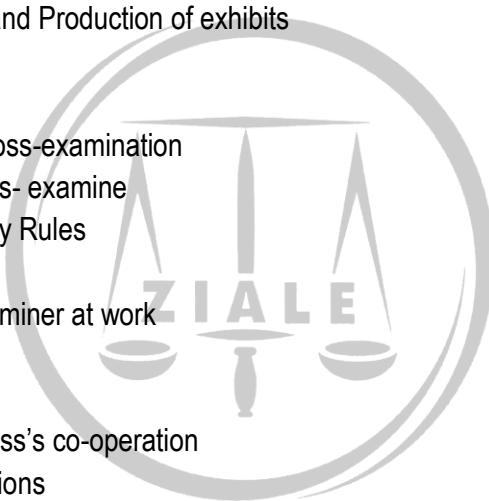 nd Production of exhibits
oss-examination
s- examine
y Rules
miner at work
ZIALE
ss's co-operation
ions